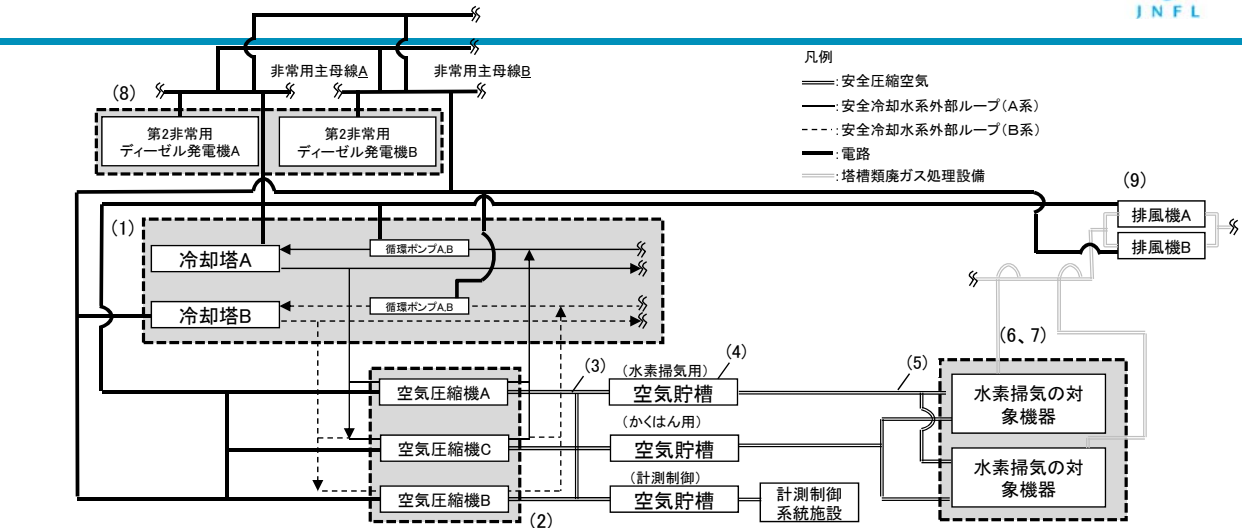 JNFL
非常用主母線A
非常用主母線B
凡例
:安全圧縮空気
:安全冷却水系外部ループ(A系)
:安全冷却水系外部ループ(B系)
:電路
:塔槽類廃ガス処理設備
(8)
第2非常用
ディーゼル発電機A
第2非常用
ディーゼル発電機B
(9)
排風機A
排風機B
(1)
冷却塔A
循環ポンプA,B
冷却塔B
循環ポンプA,B
(2)
空気圧縮機A
空気圧縮機C
空気圧縮機B
(3)
(4)
(水素掃気用)
空気貯槽
(かくはん用)
空気貯槽
(計測制御)
空気貯槽
計測制御
系統施設
(5)
(6、7)
水素掃気の対
象機器
水素掃気の対
象機器